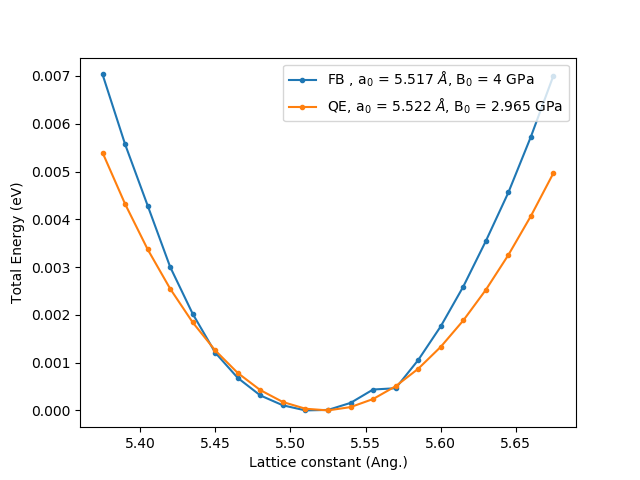 FB , a₀ = 5.517 Å, B₀ = 4 GPa
QE, a₀ = 5.522 Å, B₀ = 2.965 GPa
0.007
0.006
0.005
0.004
0.003
0.002
0.001
0.000
Total Energy (eV)
5.40 5.45 5.50 5.55 5.60 5.65
Lattice constant (Ang.)